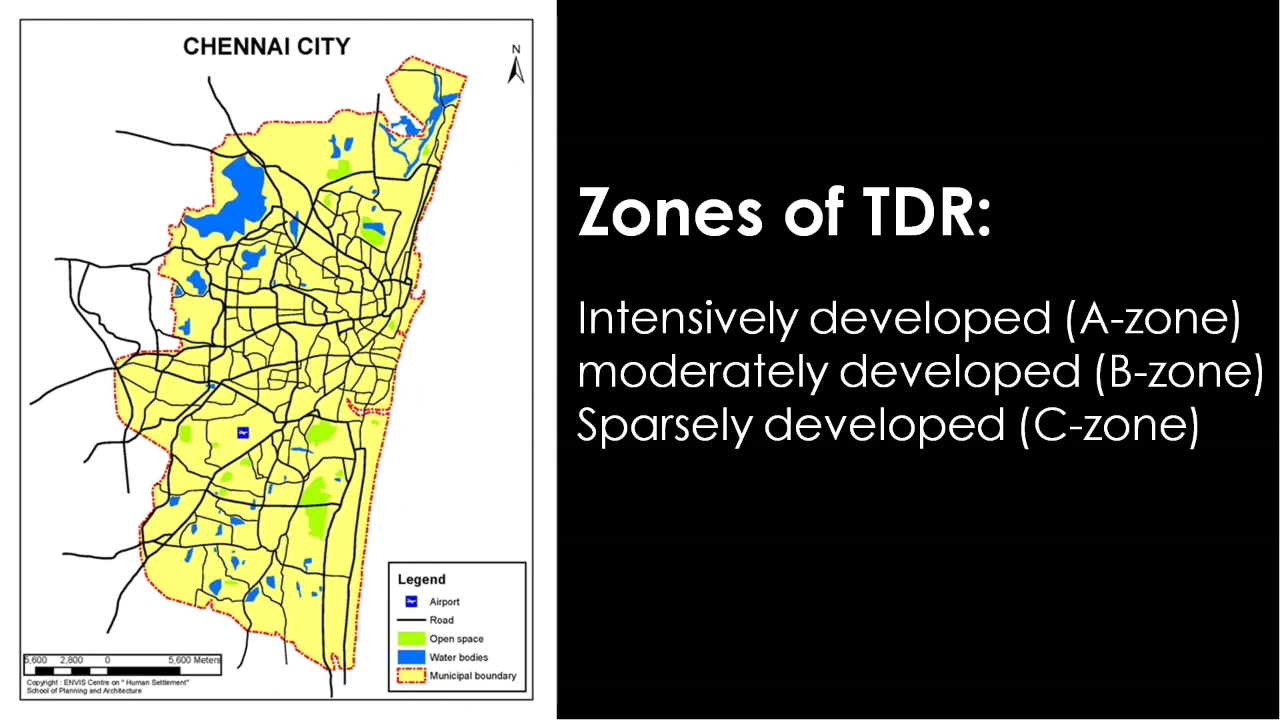 CHENNAI CITY
N
Legend
Airport
Road
Open space
Water bodies
Municipal boundary
5,600 2,800 0 5,600 Meters
Copyright : ENVIS Centre on " Human Settlement"
School of Planning and Architecture
Zones of TDR:
Intensively developed (A-zone)
moderately developed (B-zone)
Sparsely developed (C-zone)